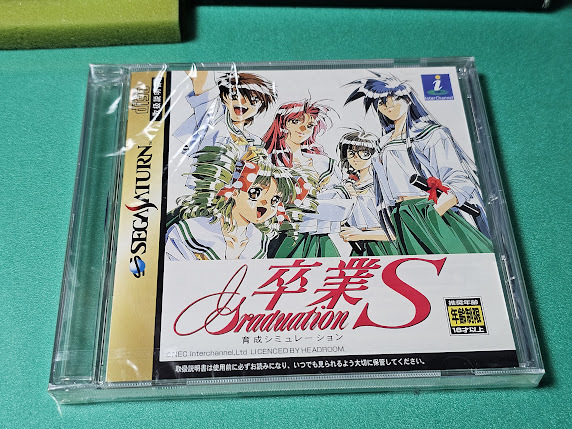 SEGA SATURN
i
InterChannel
卒業S
Graduation
育成シミュレーション
推奨年齢
年齢制限
18才以上
©NEC Interchannel,Ltd LICENCED BY HEADROOM
取扱説明書は使用前に必ずお読みになり、いつでも見られるよう大切に保管してください。